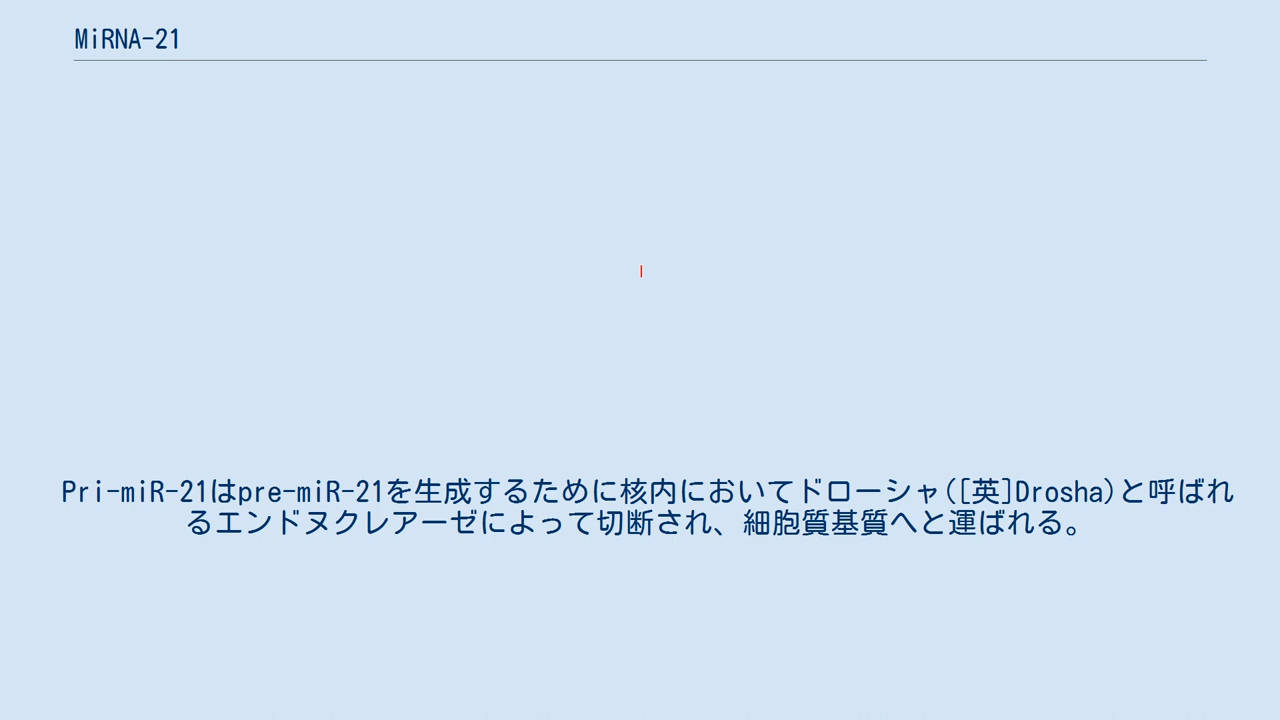 MiRNA-21
Pri-miR-21はpre-miR-21を生成するために核内においてドローシャ([英]Drosha)と呼ばれ
るエンドヌクレアーゼによって切断され、細胞質基質へと運ばれる。